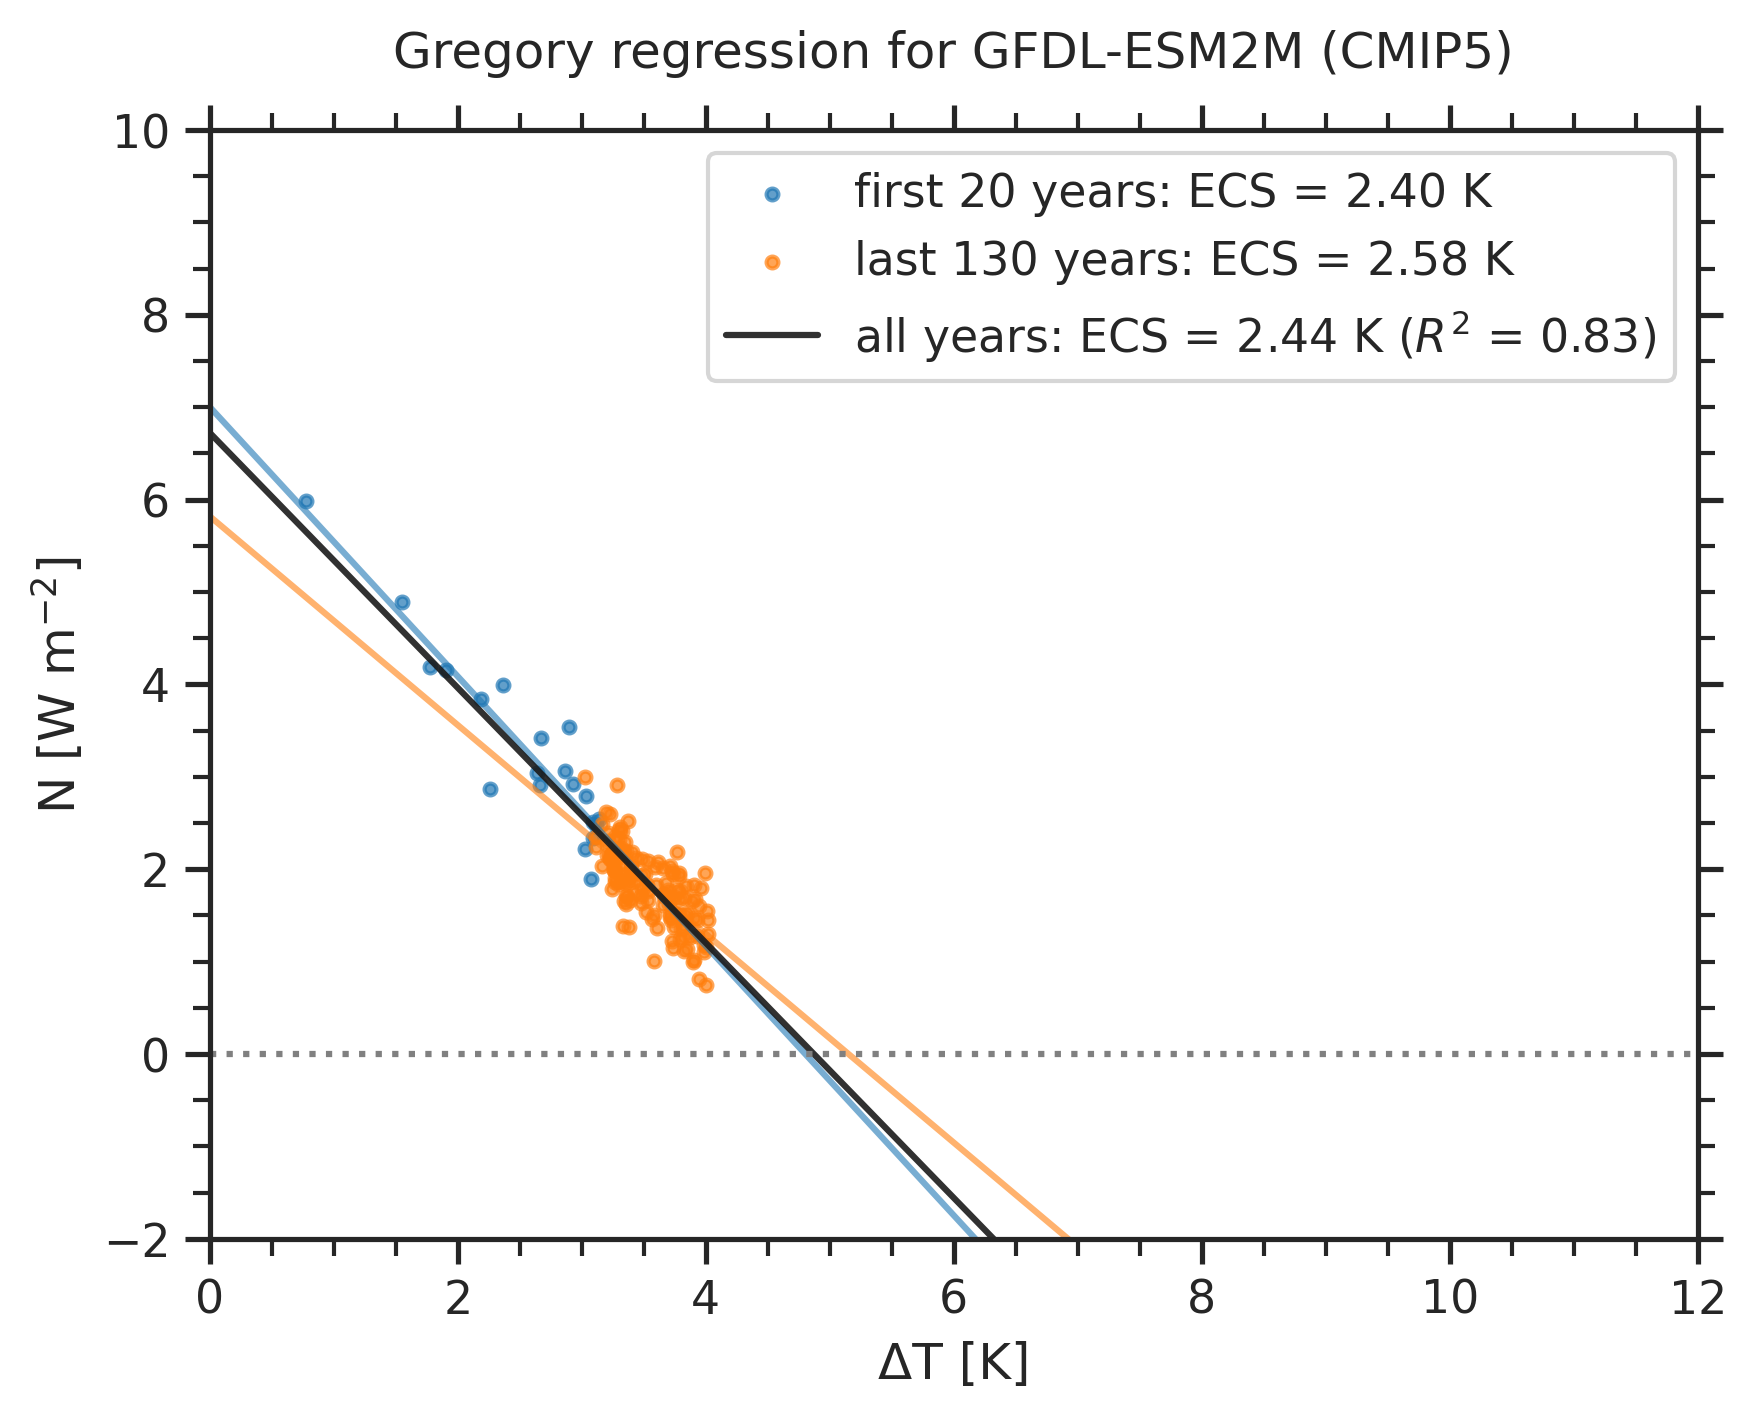 Gregory regression for GFDL-ESM2M (CMIP5)
first 20 years: ECS = 2.40 K
last 130 years: ECS = 2.58 K
all years: ECS = 2.44 K (R² = 0.83)
N [W m⁻²]
10
8
6
4
2
0
−2
0 2 4 6 8 10 12
ΔT [K]